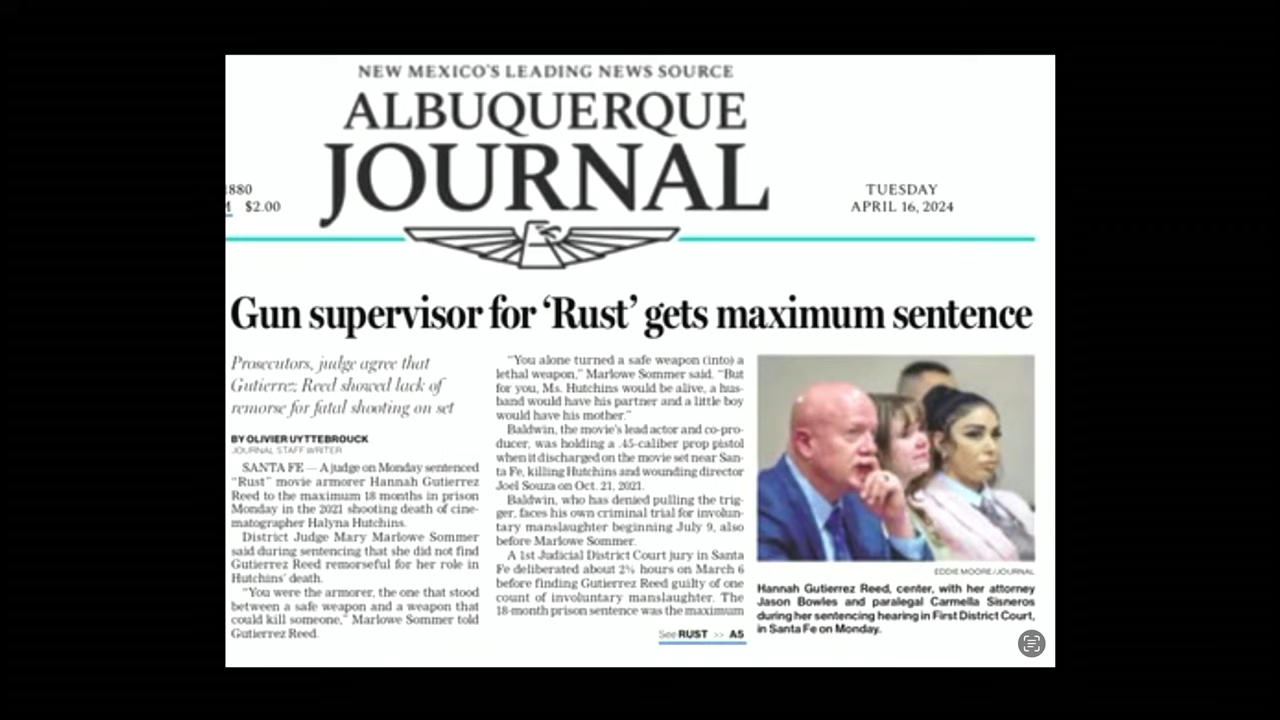 NEW MEXICO'S LEADING NEWS SOURCE
ALBUQUERQUE
JOURNAL
1880
M $2.00
TUESDAY
APRIL 16, 2024
Gun supervisor for ‘Rust’ gets maximum sentence
Prosecutors, judge agree that
Gutierrez Reed showed lack of
remorse for fatal shooting on set
BY OLIVIER UYTTEBROUCK
JOURNAL STAFF WRITER
SANTA FE — A judge on Monday sentenced
“Rust” movie armorer Hannah Gutierrez
Reed to the maximum 18 months in prison
Monday in the 2021 shooting death of cine-
matographer Halyna Hutchins.
District Judge Mary Marlowe Sommer
said during sentencing that she did not find
Gutierrez Reed remorseful for her role in
Hutchins’ death.
“You were the armorer, the one that stood
between a safe weapon and a weapon that
could kill someone,” Marlowe Sommer told
Gutierrez Reed.
“You alone turned a safe weapon (into) a
lethal weapon,” Marlowe Sommer said. “But
for you, Ms. Hutchins would be alive, a hus-
band would have his partner and a little boy
would have his mother.”
Baldwin, the movie’s lead actor and co-pro-
ducer, was holding a .45-caliber prop pistol
when it discharged on the movie set near San-
ta Fe, killing Hutchins and wounding director
Joel Souza on Oct. 21, 2021.
Baldwin, who has denied pulling the trig-
ger, faces his own criminal trial for involun-
tary manslaughter beginning July 9, also
before Marlowe Sommer.
A 1st Judicial District Court jury in Santa
Fe deliberated about 2½ hours on March 6
before finding Gutierrez Reed guilty of one
count of involuntary manslaughter. The
18-month prison sentence was the maximum
See RUST >> A5
EDDIE MOORE/JOURNAL
Hannah Gutierrez Reed, center, with her attorney
Jason Bowles and paralegal Carmella Sisneros
during her sentencing hearing in First District Court,
in Santa Fe on Monday.